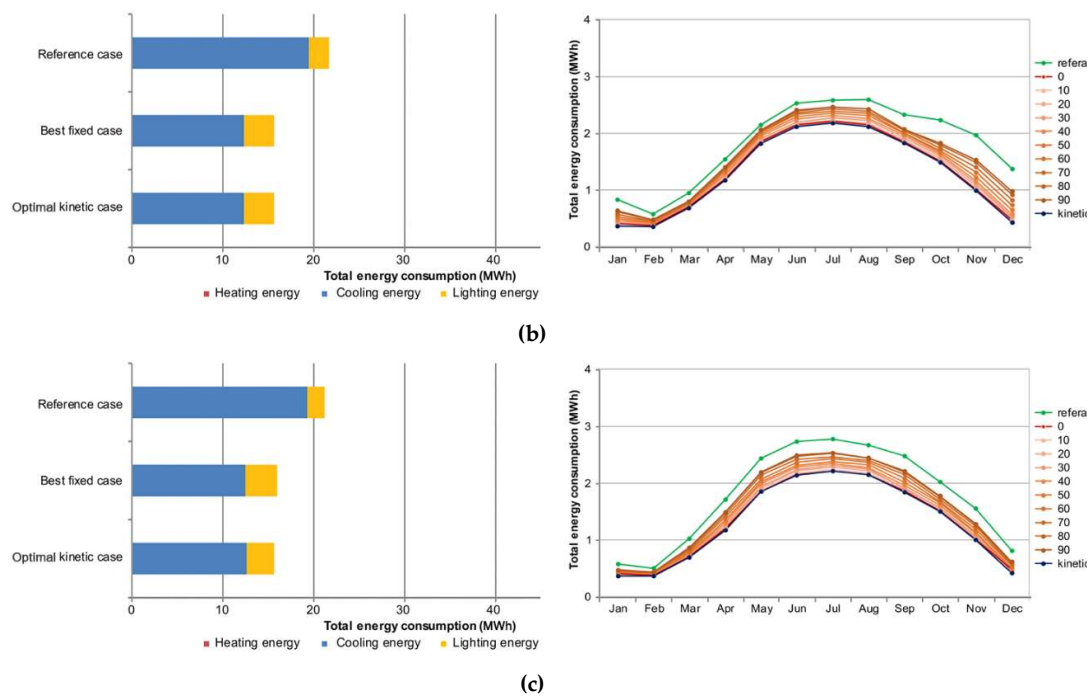 Reference case
Best fixed case
Optimal kinetic case
0 10 20 30 40
Total energy consumption (MWh)
Heating energy Cooling energy Lighting energy
Total energy consumption (MWh)
4
3
2
1
0
Jan Feb Mar Apr May Jun Jul Aug Sep Oct Nov Dec
refera
0
10
20
30
40
50
60
70
80
90
kinetic
(b)
Reference case
Best fixed case
Optimal kinetic case
0 10 20 30 40
Total energy consumption (MWh)
Heating energy Cooling energy Lighting energy
Total energy consumption (MWh)
4
3
2
1
0
Jan Feb Mar Apr May Jun Jul Aug Sep Oct Nov Dec
refera
0
10
20
30
40
50
60
70
80
90
kinetic
(c)